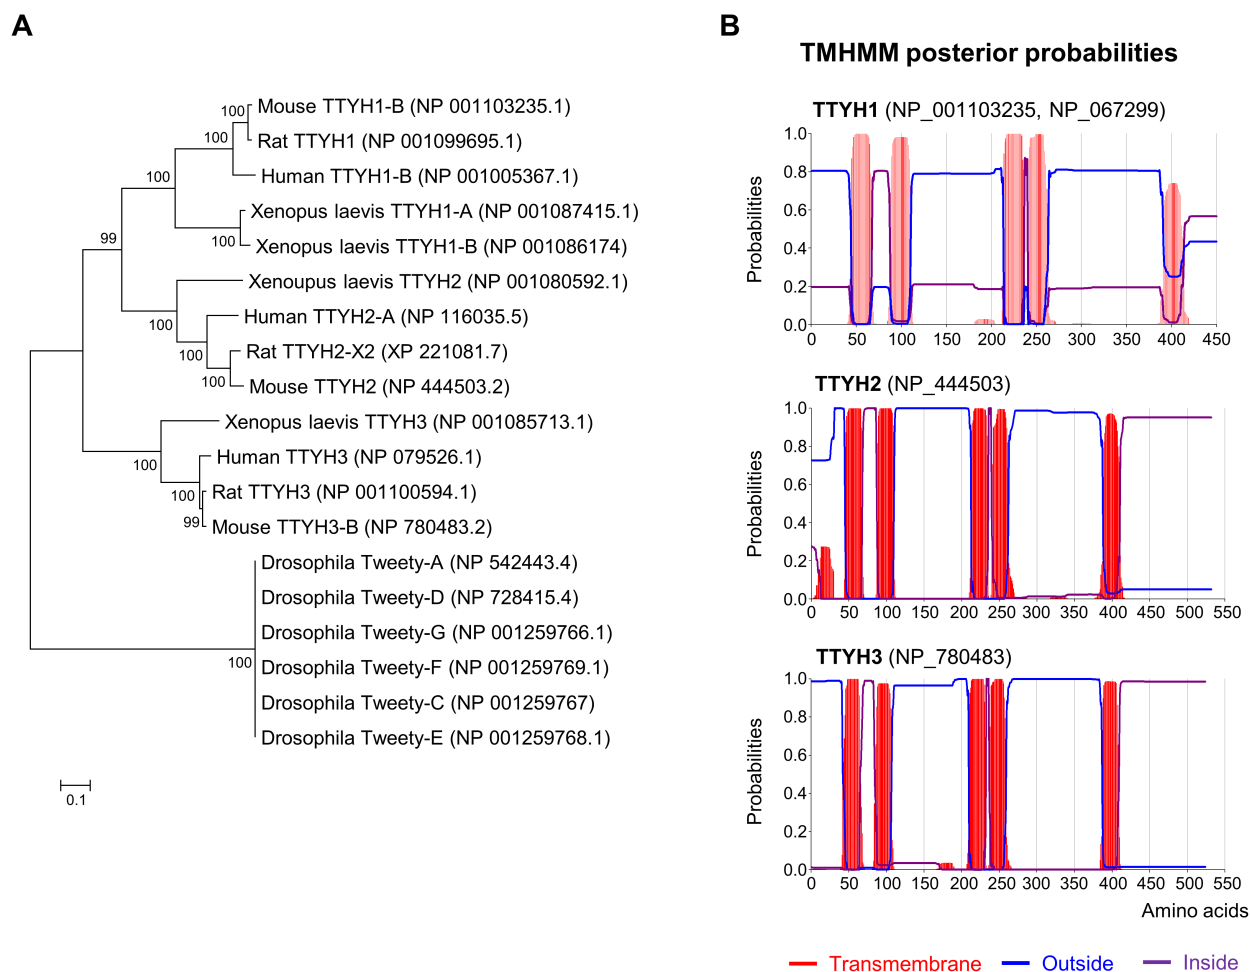 A
Mouse TTYH1-B (NP 001103235.1)
Rat TTYH1 (NP 001099695.1)
Human TTYH1-B (NP 001005367.1)
Xenopus laevis TTYH1-A (NP 001087415.1)
Xenopus laevis TTYH1-B (NP 001086174)
Xenoupus laevis TTYH2 (NP 001080592.1)
Human TTYH2-A (NP 116035.5)
Rat TTYH2-X2 (XP 221081.7)
Mouse TTYH2 (NP 444503.2)
Xenopus laevis TTYH3 (NP 001085713.1)
Human TTYH3 (NP 079526.1)
Rat TTYH3 (NP 001100594.1)
Mouse TTYH3-B (NP 780483.2)
Drosophila Tweety-A (NP 542443.4)
Drosophila Tweety-D (NP 728415.4)
Drosophila Tweety-G (NP 001259766.1)
Drosophila Tweety-F (NP 001259769.1)
Drosophila Tweety-C (NP 001259767)
Drosophila Tweety-E (NP 001259768.1)
100
100
100
100
99
100
100
100
100
100
99
100
0.1
B
TMHMM posterior probabilities
TTYH1 (NP_001103235, NP_067299)
Probabilities
1.0
0.8
0.6
0.4
0.2
0.0
0 50 100 150 200 250 300 350 400 450
TTYH2 (NP_444503)
Probabilities
1.0
0.8
0.6
0.4
0.2
0.0
0 50 100 150 200 250 300 350 400 450 500 550
TTYH3 (NP_780483)
Probabilities
1.0
0.8
0.6
0.4
0.2
0.0
0 50 100 150 200 250 300 350 400 450 500 550
Amino acids
Transmembrane Outside Inside